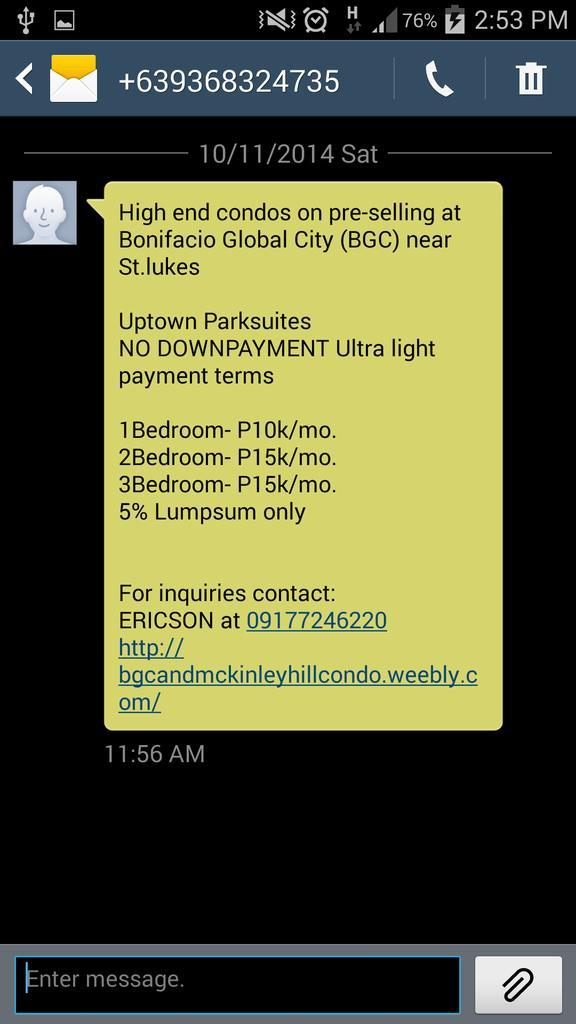 H 76% 2:53 PM
+639368324735
10/11/2014 Sat
High end condos on pre-selling at
Bonifacio Global City (BGC) near
St.lukes
Uptown Parksuites
NO DOWNPAYMENT Ultra light
payment terms
1Bedroom- P10k/mo.
2Bedroom- P15k/mo.
3Bedroom- P15k/mo.
5% Lumpsum only
For inquiries contact:
ERICSON at 09177246220
http://
bgcandmckinleyhillcondo.weebly.c
om/
11:56 AM
Enter message.